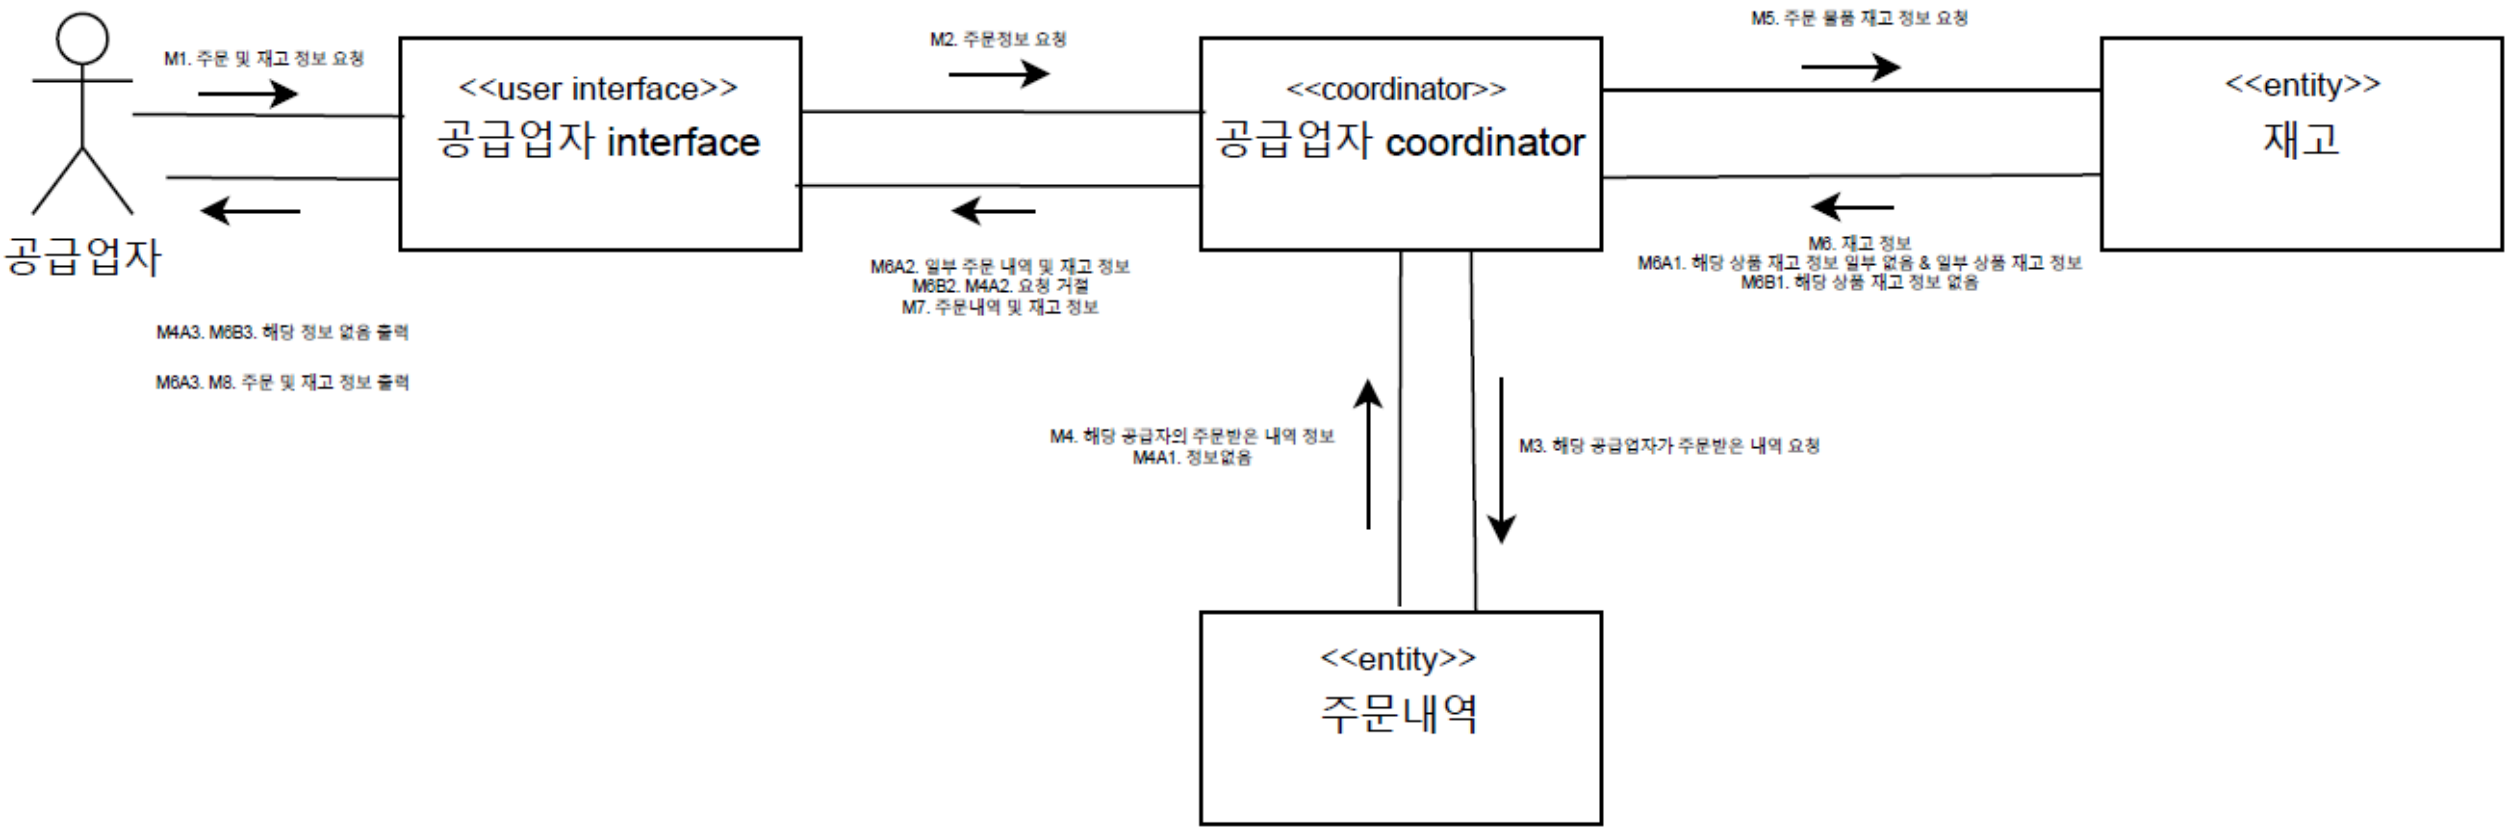 M1. 주문 및 재고 정보 요청
M2. 주문정보 요청
M5. 주문 물품 재고 정보 요청
<<user interface>>
공급업자 interface
<<coordinator>>
공급업자 coordinator
<<entity>>
재고
공급업자
M6A2. 일부 주문 내역 및 재고 정보
M6B2. M4A2. 요청 거절
M7. 주문내역 및 재고 정보
M6. 재고 정보
M6A1. 해당 상품 재고 정보 일부 없음 & 일부 상품 재고 정보
M6B1. 해당 상품 재고 정보 없음
M4A3. M6B3. 해당 정보 없음 출력
M6A3. M8. 주문 및 재고 정보 출력
M4. 해당 공급자의 주문받은 내역 정보
M4A1. 정보없음
M3. 해당 공급업자가 주문받은 내역 요청
<<entity>>
주문내역